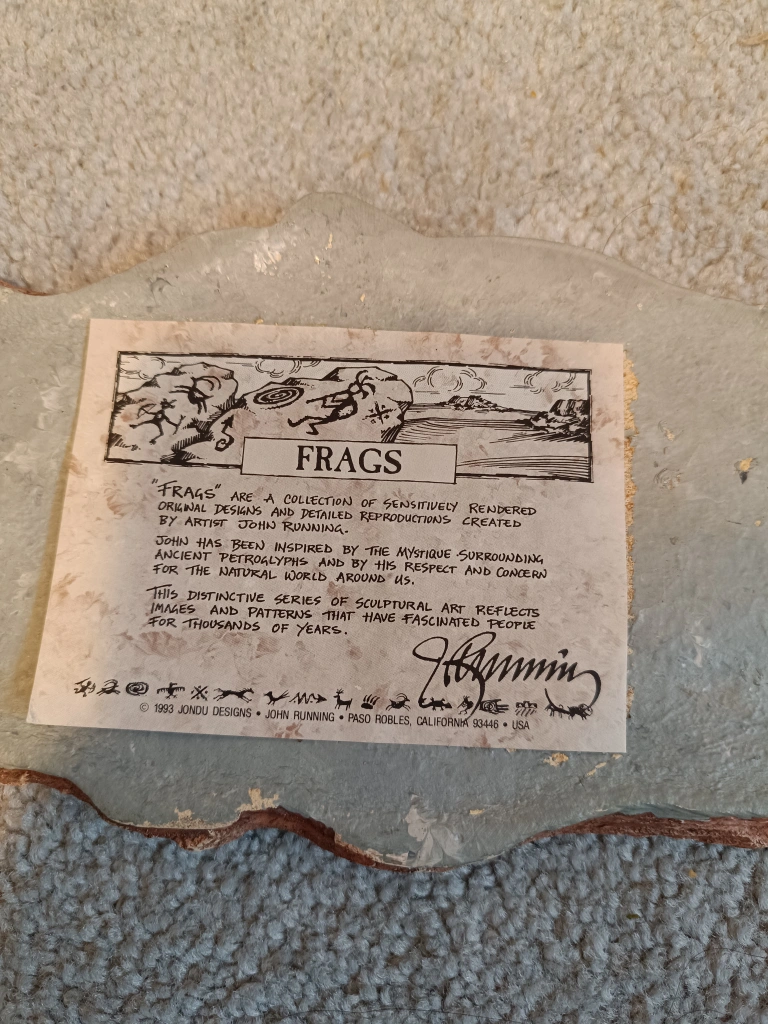 FRAGS
"FRAGS" ARE A COLLECTION OF SENSITIVELY RENDERED
ORIGINAL DESIGNS AND DETAILED REPRODUCTIONS CREATED
BY ARTIST JOHN RUNNING.
JOHN HAS BEEN INSPIRED BY THE MYSTIQUE SURROUNDING
ANCIENT PETROGLYPHS AND BY HIS RESPECT AND CONCERN
FOR THE NATURAL WORLD AROUND US.
THIS DISTINCTIVE SERIES OF SCULPTURAL ART REFLECTS
IMAGES AND PATTERNS THAT HAVE FASCINATED PEOPLE
FOR THOUSANDS OF YEARS.
J Running
© 1993 JONDU DESIGNS • JOHN RUNNING • PASO ROBLES, CALIFORNIA 93446 • USA